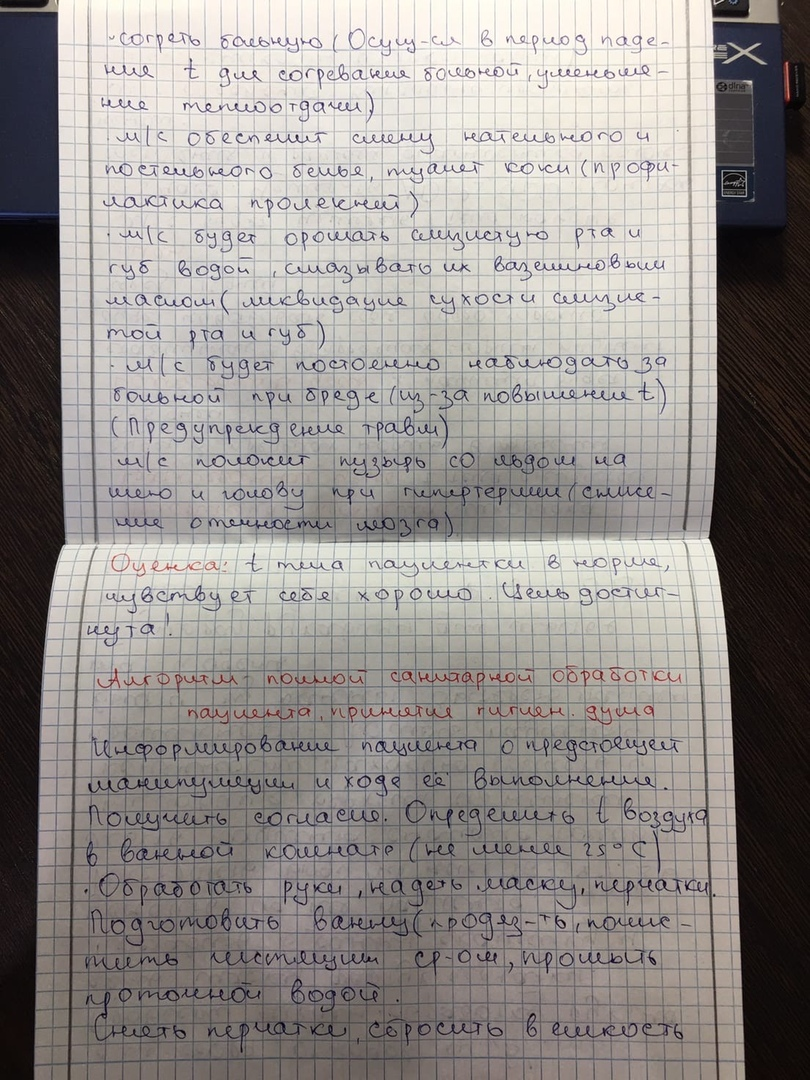 · согреть больную (Осущ-ся в период паде-
ния t для согревания больной, уменьше-
ние теплоотдачи)
· м/с обеспечит смену нательного и
постельного белья, туалет кожи (профи-
лактика пролежней)
· м/с будет орошать слизистую рта и
губ водой, смазывать их вазелиновым
маслом (ликвидация сухости слизис-
той рта и губ)
· м/с будет постоенно наблюдать за
больной при бреде (из-за повышения t)
(Предупреждение травм)
м/с положит пузырь со льдом на
шею и голову при гипертермии (сниже-
ние отечности мозга)
Оценка: t тела пациентки в норме,
чувствует себя хорошо. Цель достиг-
нута!
Алгоритм полной санитарной обработки
пациента, принятия гигиен. душа
Информирование пациента о предстоящей
манипуляции и ходе её выполнения.
Получить согласие. Определить t воздуха
в ванной комнате (не менее 25°C)
· Обработать руки, надеть маску, перчатки.
Подготовить ванну (продез-ть, почис-
тить чистящим ср-ом, промыть
проточной водой.
Снять перчатки, сбросить в емкость
EX
dlna